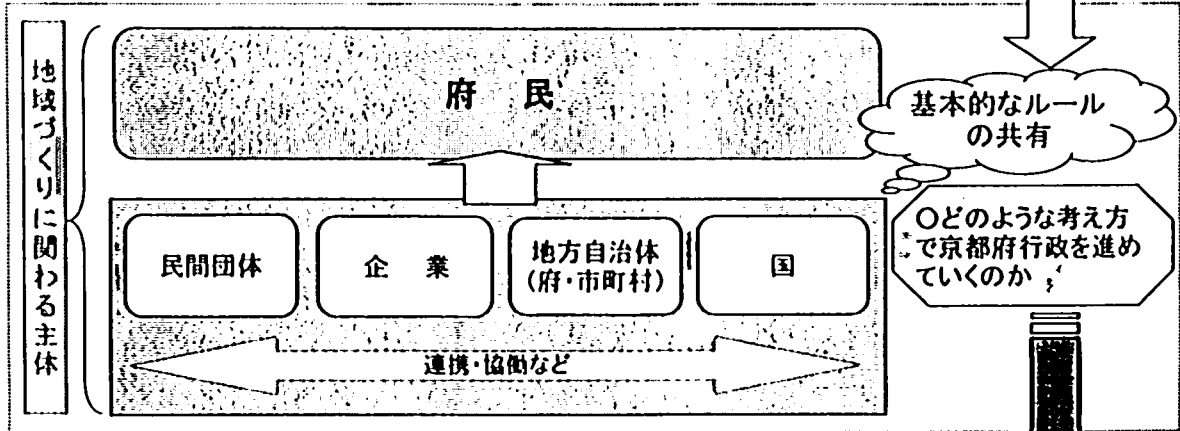 地域づくりに関わる主体
府 民
基本的なルール
の共有
民間団体
企 業
地方自治体
(府・市町村)
国
○どのような考え方
で京都府行政を進め
ていくのか
連携・協働など